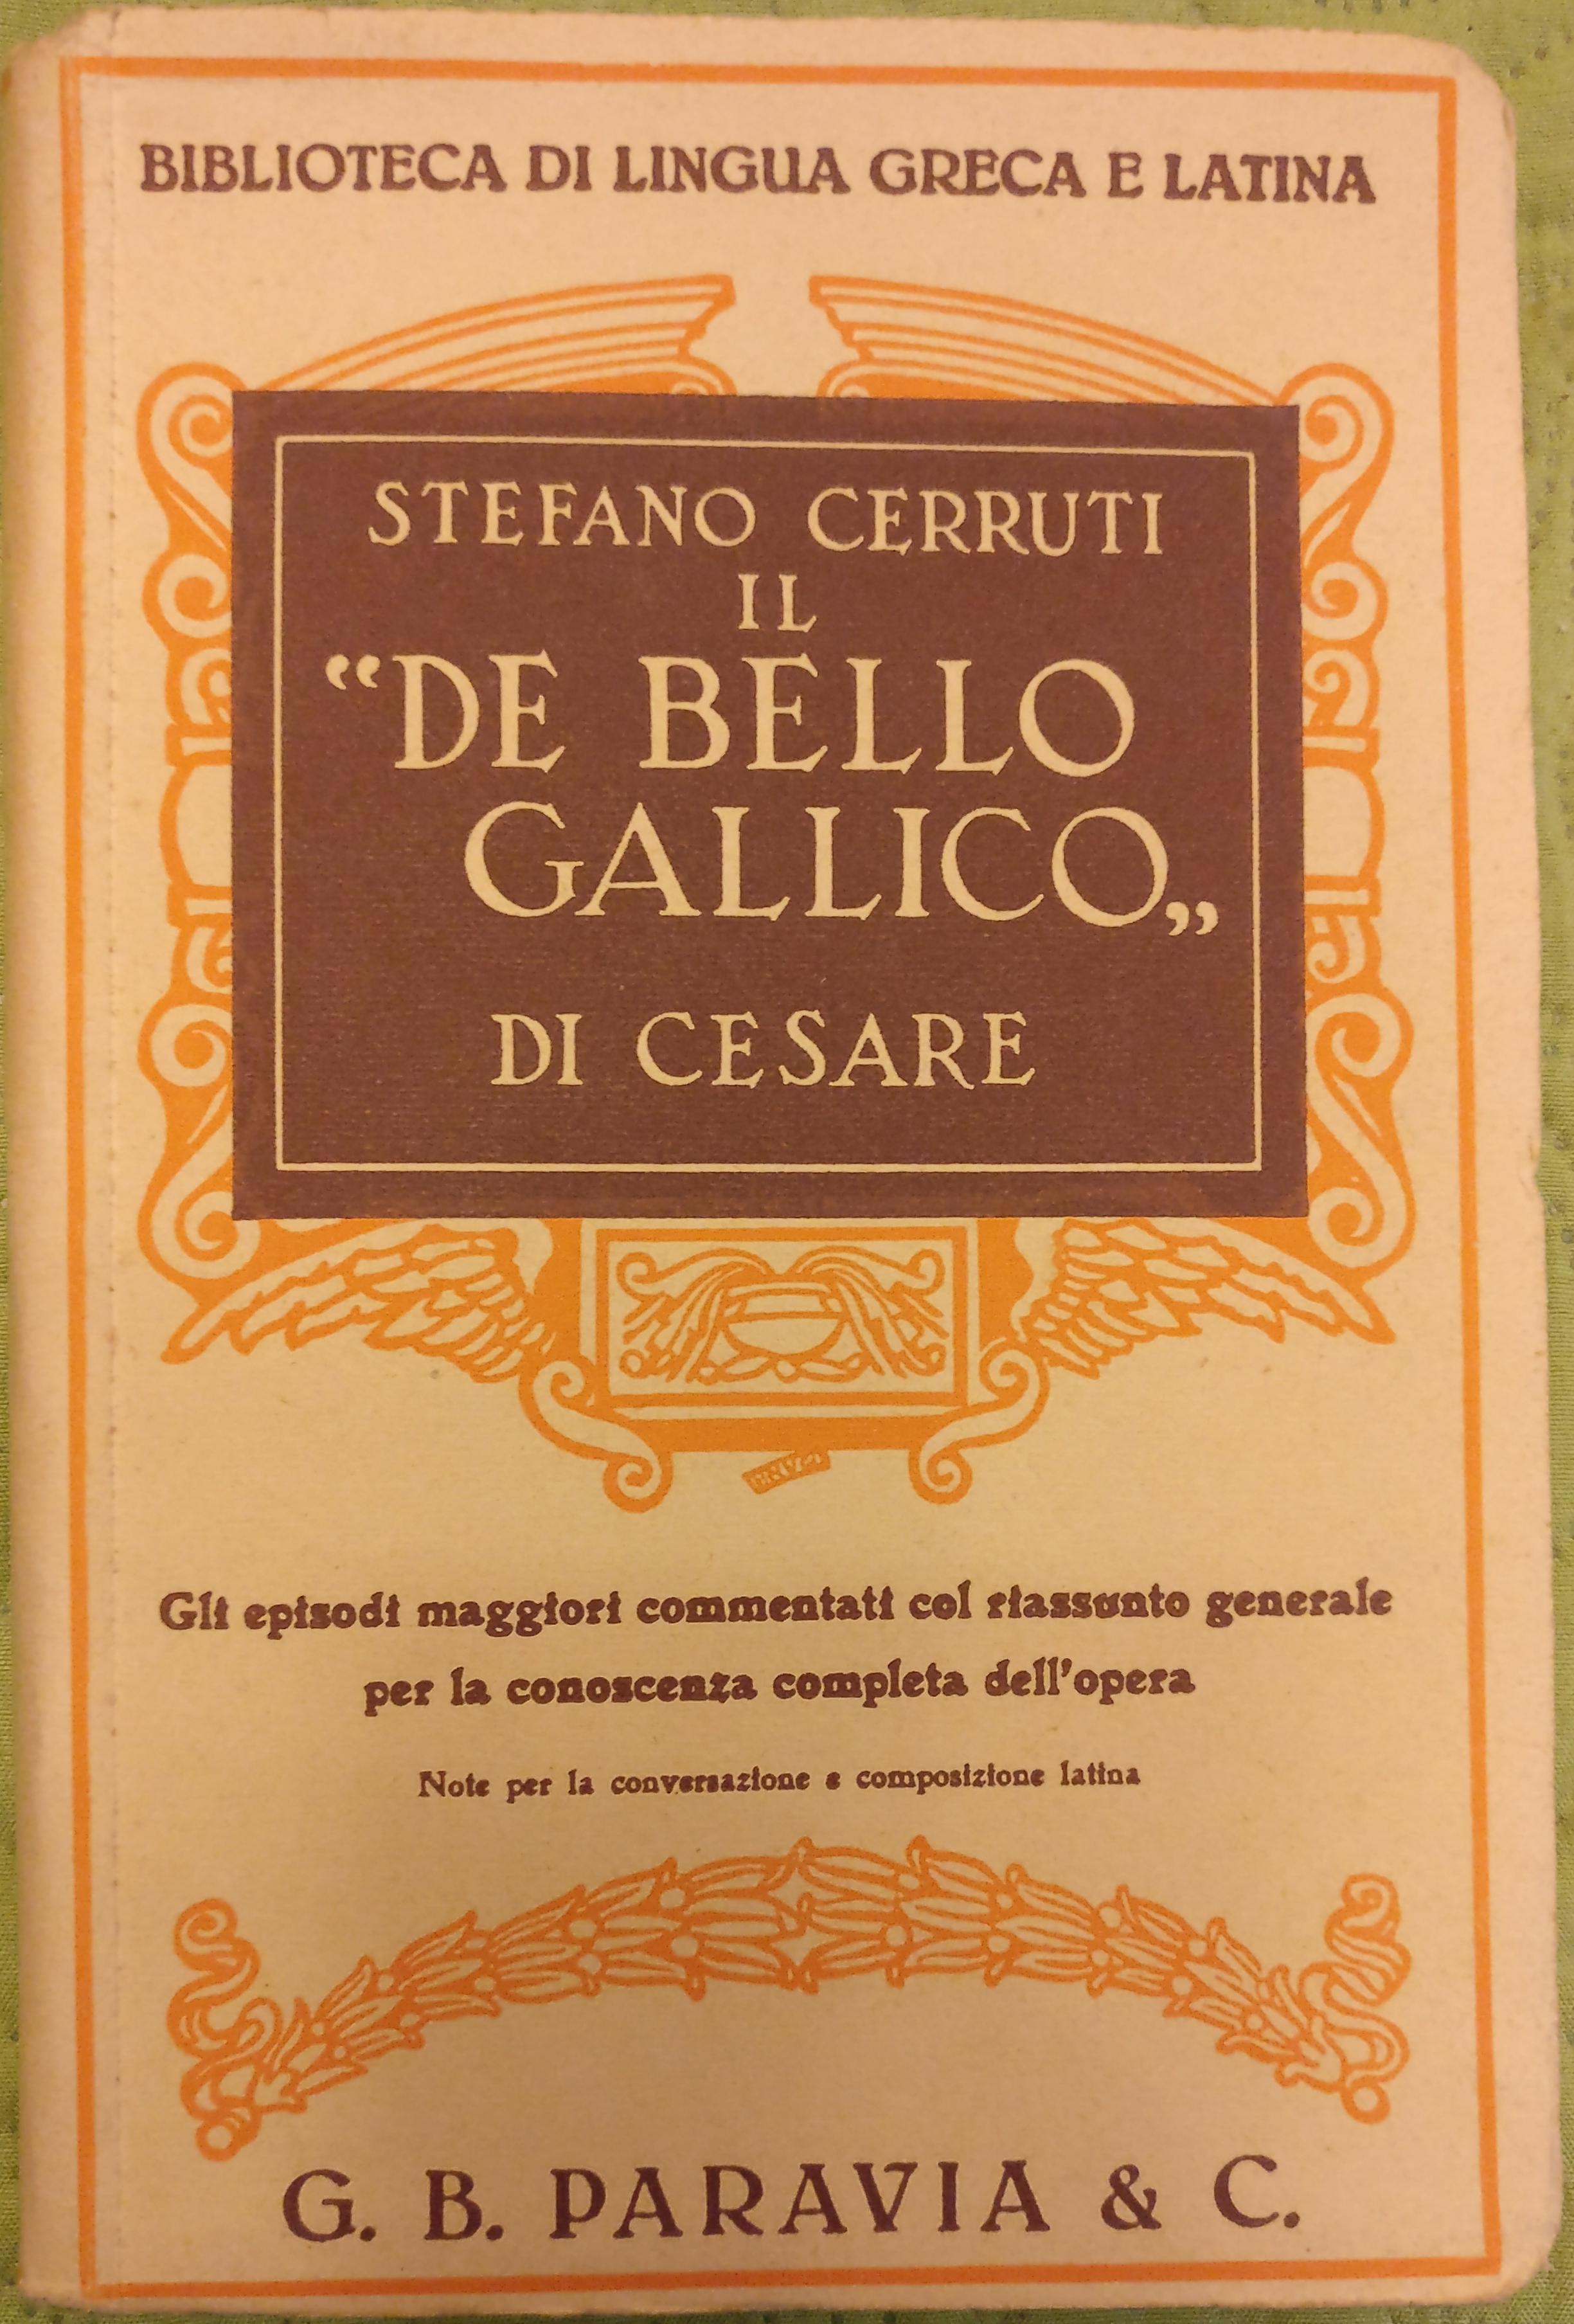 BIBLIOTECA DI LINGUA GRECA E LATINA
STEFANO CERRUTI
IL
“DE BELLO
GALLICO„
DI CESARE
Gli episodi maggiori commentati col riassunto generale
per la conoscenza completa dell'opera
Note per la conversazione e composizione latina
G. B. PARAVIA & C.